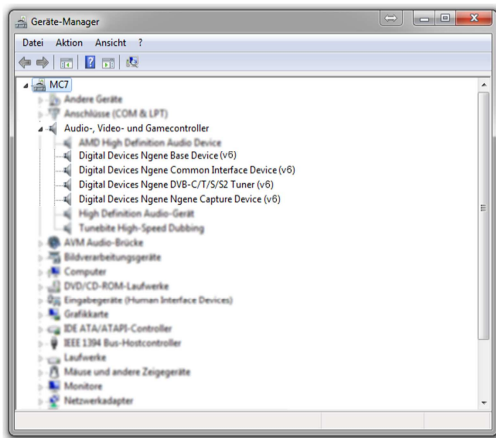 Geräte-Manager
Datei Aktion Ansicht ?
MC7
Andere Geräte
Anschlüsse (COM & LPT)
Audio-, Video- und Gamecontroller
AMD High Definition Audio Device
Digital Devices Ngene Base Device (v6)
Digital Devices Ngene Common Interface Device (v6)
Digital Devices Ngene DVB-C/T/S/S2 Tuner (v6)
Digital Devices Ngene Ngene Capture Device (v6)
High Definition Audio-Gerät
Tunebite High-Speed Dubbing
AVM Audio-Brücke
Bildverarbeitungsgeräte
Computer
DVD/CD-ROM-Laufwerke
Eingabegeräte (Human Interface Devices)
Grafikkarte
IDE ATA/ATAPI-Controller
IEEE 1394 Bus-Hostcontroller
Laufwerke
Mäuse und andere Zeigegeräte
Monitore
Netzwerkadapter